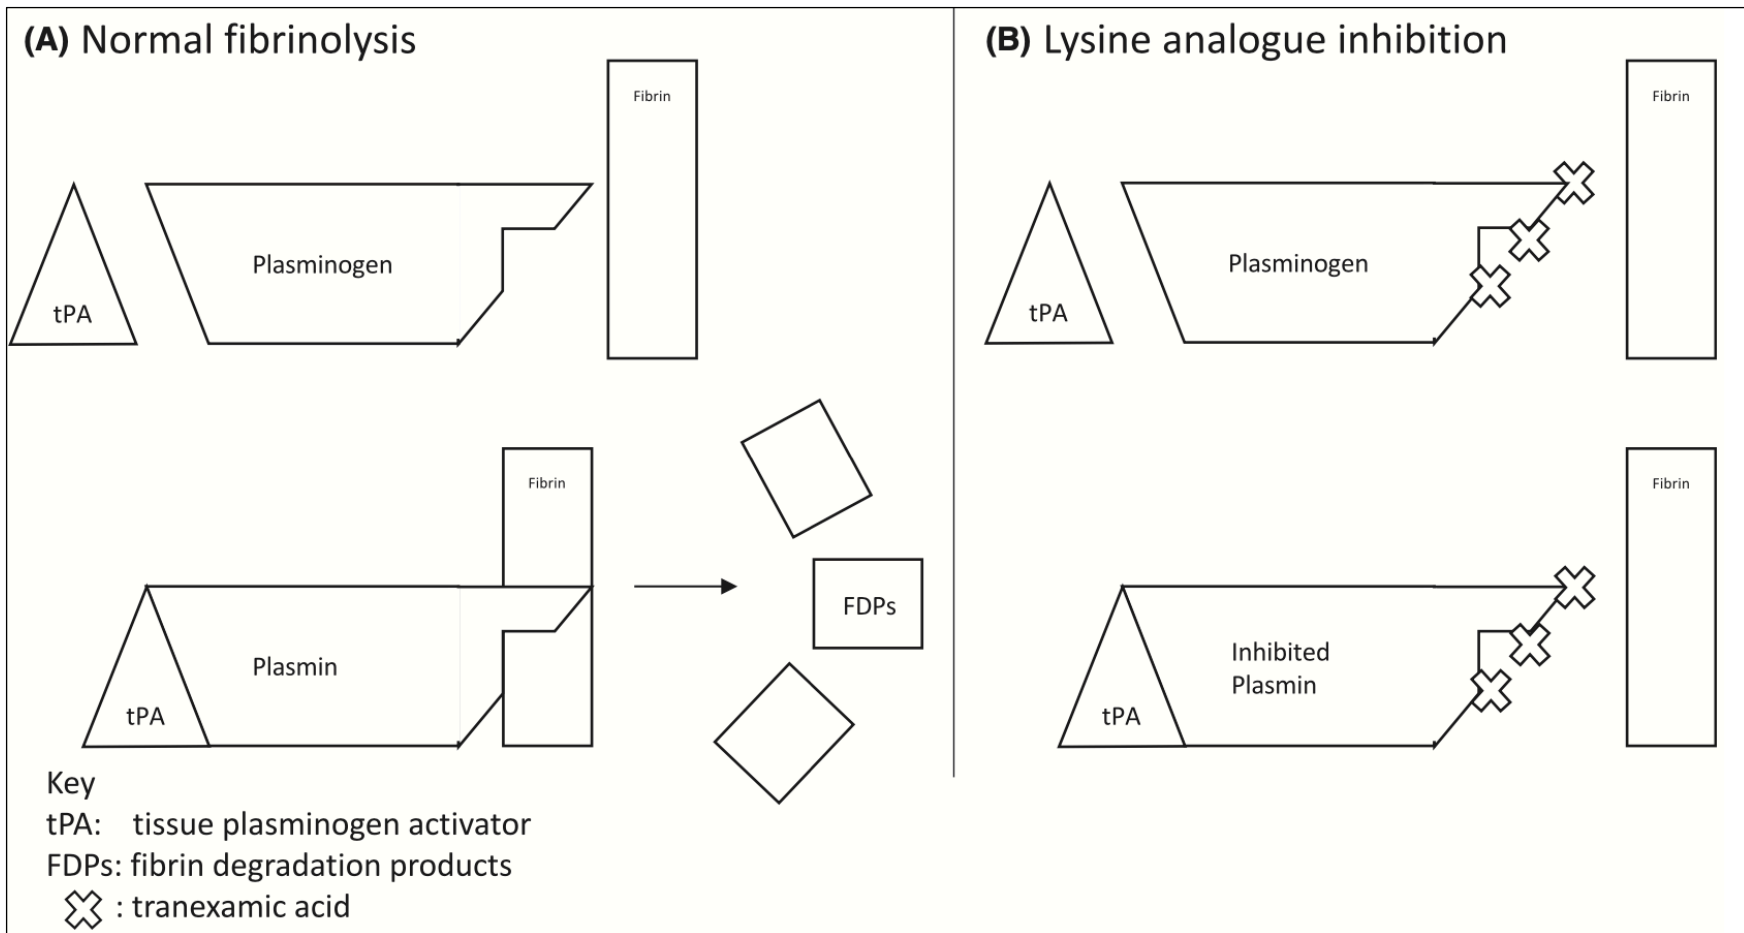 (A) Normal fibrinolysis
Fibrin
Plasminogen
tPA
Fibrin
Plasmin
tPA
FDPs
Key
tPA: tissue plasminogen activator
FDPs: fibrin degradation products
: tranexamic acid
(B) Lysine analogue inhibition
Fibrin
Plasminogen
tPA
Fibrin
Inhibited
Plasmin
tPA